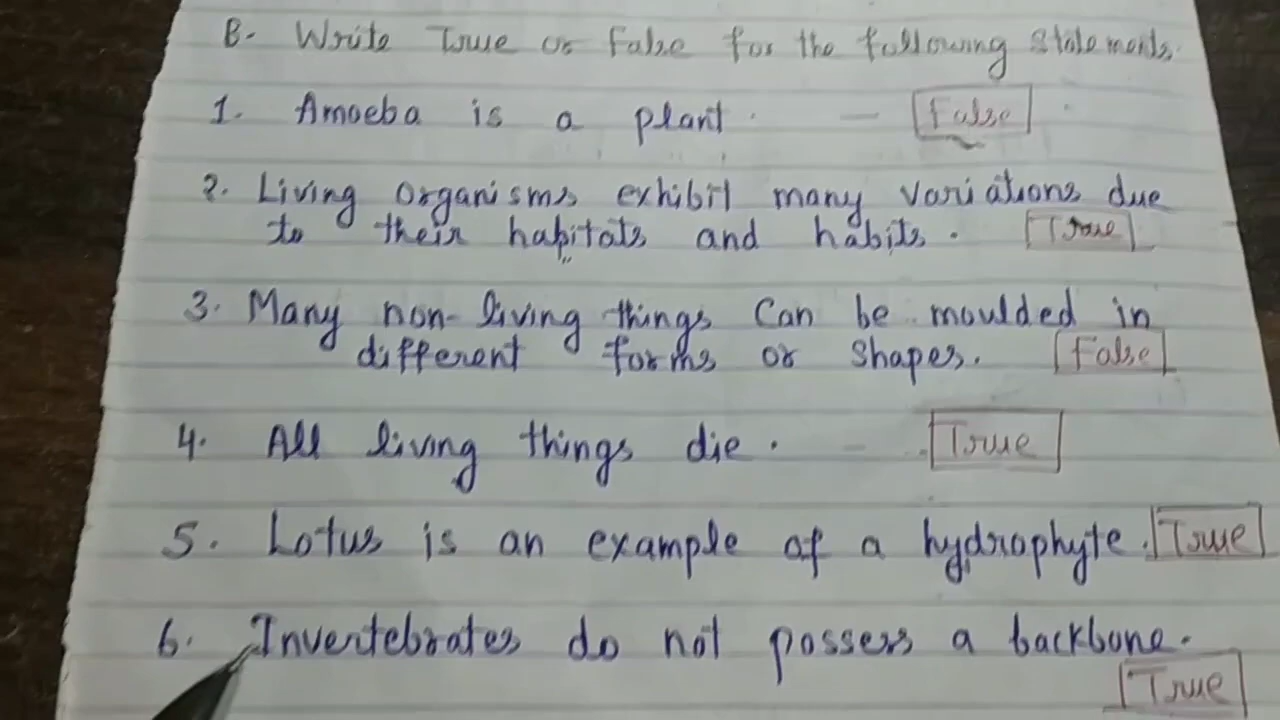 B. Write True or False for the following statements.
1. Amoeba is a plant. - False
2. Living organisms exhibit many variations due
to their habitats and habits. True
3. Many non-living things can be moulded in
different forms or shapes. False
4. All living things die. - True
5. Lotus is an example of a hydrophyte. True
6. Invertebrates do not possess a backbone.
True